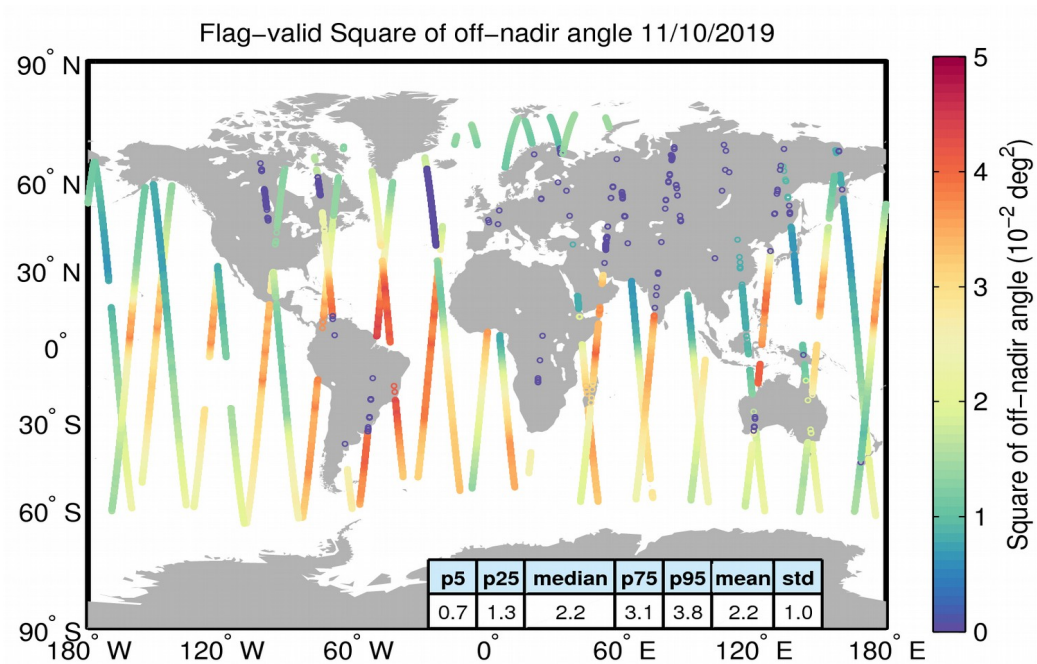 Flag−valid Square of off−nadir angle 11/10/2019
90° N
60° N
30° N
0°
30° S
60° S
90° S
180° W
120° W
60° W
0°
60° E
120° E
180° E
p5 p25 median p75 p95 mean std
0.7 1.3 2.2 3.1 3.8 2.2 1.0
5
4
3
2
1
0
Square of off−nadir angle (10⁻² deg²)